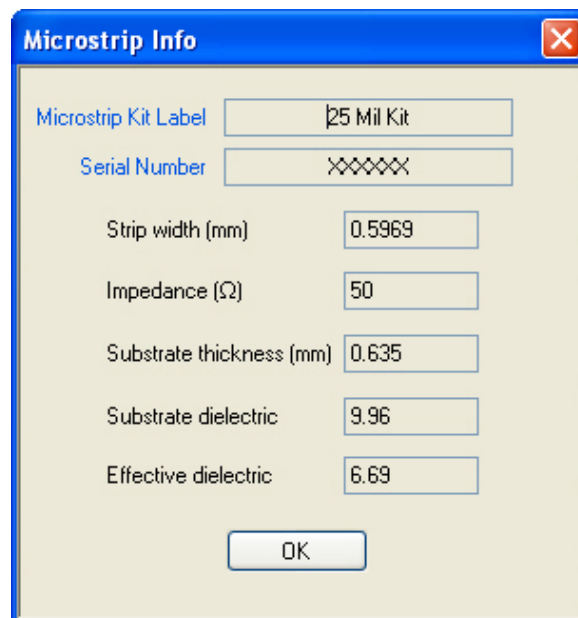 Microstrip Info
Microstrip Kit Label 25 Mil Kit
Serial Number XXXXXX
Strip width (mm) 0.5969
Impedance (Ω) 50
Substrate thickness (mm) 0.635
Substrate dielectric 9.96
Effective dielectric 6.69
OK